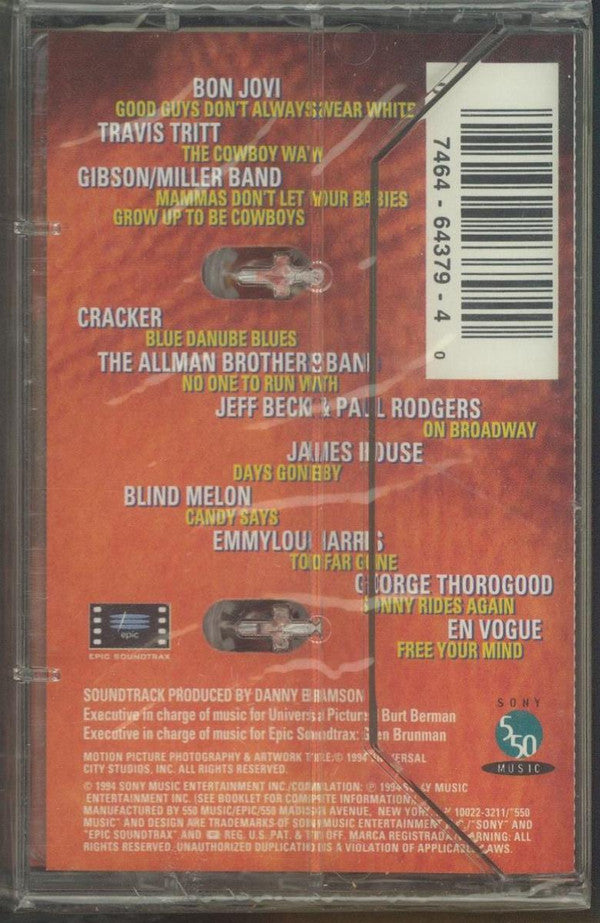 BON JOVI
GOOD GUYS DON'T ALWAYS WEAR WHITE
TRAVIS TRITT
THE COWBOY WAY
GIBSON/MILLER BAND
MAMMAS DON'T LET YOUR BABIES
GROW UP TO BE COWBOYS
CRACKER
BLUE DANUBE BLUES
THE ALLMAN BROTHERS BAND
NO ONE TO RUN WITH
JEFF BECK & PAUL RODGERS
ON BROADWAY
JAMES HOUSE
DAYS GONE BY
BLIND MELON
CANDY SAYS
EMMYLOU HARRIS
TOO FAR GONE
GEORGE THOROGOOD
SONNY RIDES AGAIN
EN VOGUE
FREE YOUR MIND
0 7464-64379-4 0
epic
EPIC SOUNDTRAX
SOUNDTRACK PRODUCED BY DANNY BRAMSON
Executive in charge of music for Universal Pictures: Burt Berman
Executive in charge of music for Epic Soundtrax: Glen Brunman
MOTION PICTURE PHOTOGRAPHY & ARTWORK TITLE:© 1994 UNIVERSAL
CITY STUDIOS, INC. ALL RIGHTS RESERVED.
© 1994 SONY MUSIC ENTERTAINMENT INC./COMPILATION: ℗ 1994 SONY MUSIC
ENTERTAINMENT INC. (SEE BOOKLET FOR COMPLETE INFORMATION.)
MANUFACTURED BY 550 MUSIC/EPIC/550 MADISON AVENUE, NEW YORK, NY 10022-3211/"550
MUSIC" AND DESIGN ARE TRADEMARKS OF SONY MUSIC ENTERTAINMENT INC./"SONY" AND
"EPIC SOUNDTRAX" AND REG. U.S. PAT. & TM OFF. MARCA REGISTRADA./WARNING: ALL
RIGHTS RESERVED. UNAUTHORIZED DUPLICATION IS A VIOLATION OF APPLICABLE LAWS.
SONY
550
MUSIC